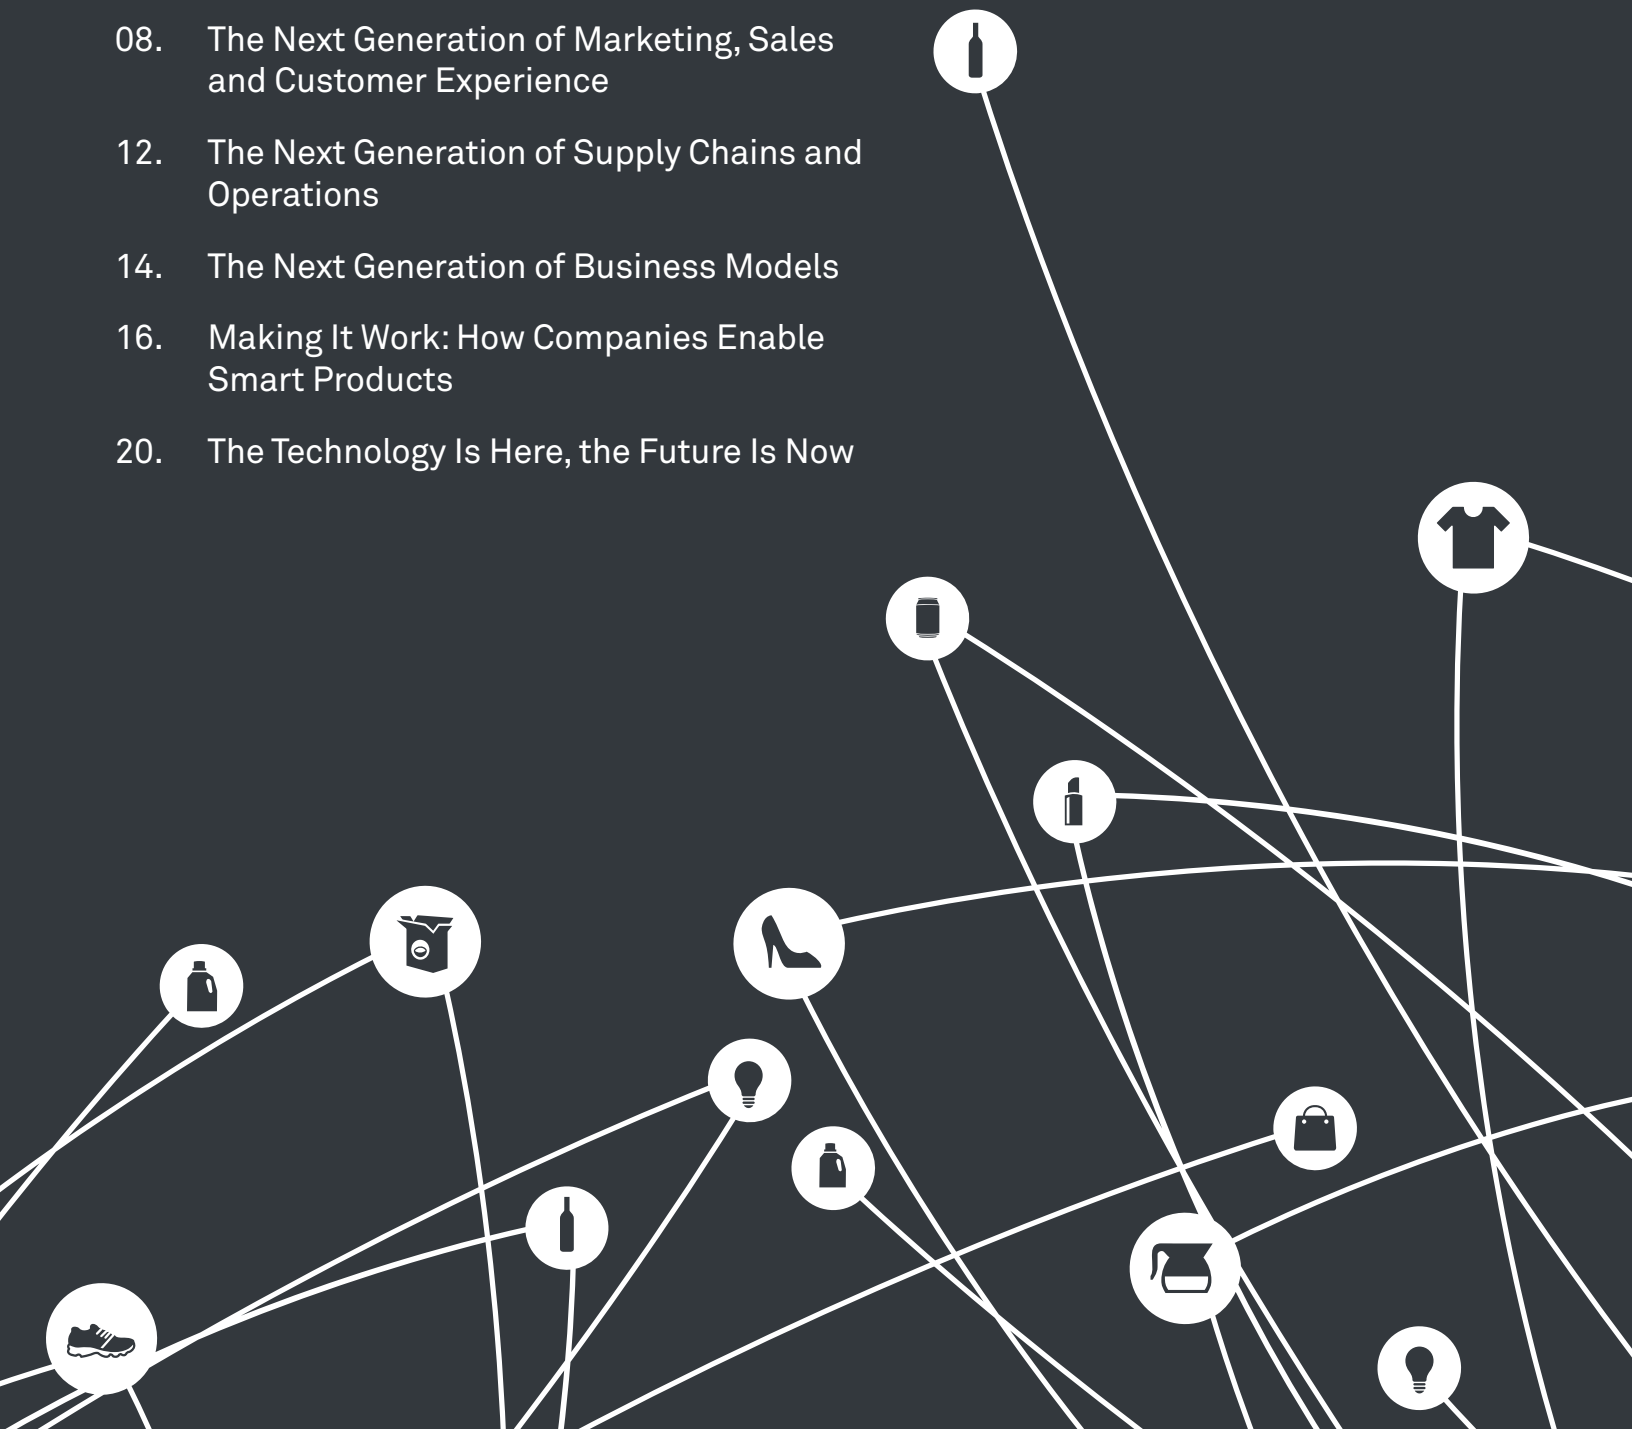 08. The Next Generation of Marketing, Sales
and Customer Experience
12. The Next Generation of Supply Chains and
Operations
14. The Next Generation of Business Models
16. Making It Work: How Companies Enable
Smart Products
20. The Technology Is Here, the Future Is Now